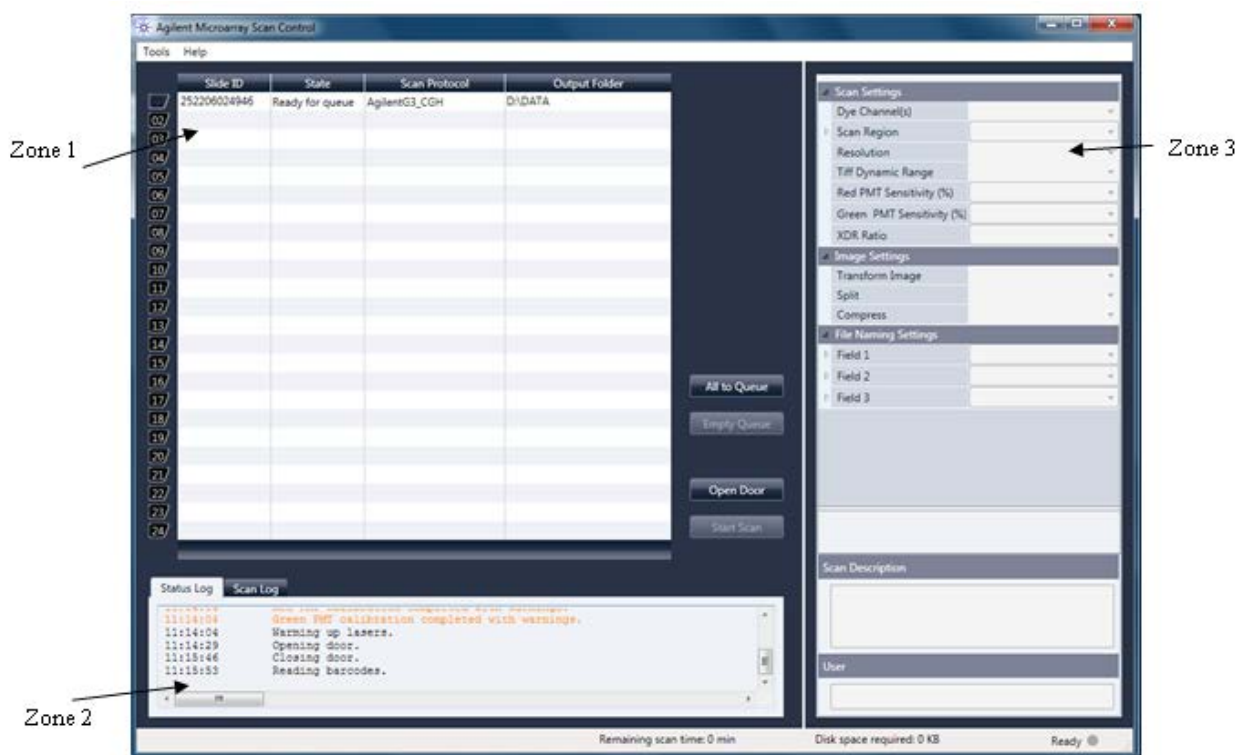 Agilent Microarray Scan Control
Tools Help
Slide ID State Scan Protocol Output Folder
252206024946 Ready for queue AgilentG3_CGH D:\DATA
02
03
04
05
06
07
08
09
10
11
12
13
14
15
16
17
18
19
20
21
22
23
24
Zone 1
All to Queue
Empty Queue
Open Door
Start Scan
Status Log Scan Log
11:14:04 Green PMT calibration completed with warnings.
11:14:04 Warming up lasers.
11:14:29 Opening door.
11:15:46 Closing door.
11:15:53 Reading barcodes.
Zone 2
Scan Settings
Dye Channel(s)
Scan Region
Resolution
Tiff Dynamic Range
Red PMT Sensitivity (%)
Green PMT Sensitivity (%)
XDR Ratio
Image Settings
Transform Image
Split
Compress
File Naming Settings
Field 1
Field 2
Field 3
Zone 3
Scan Description
User
Remaining scan time: 0 min Disk space required: 0 KB Ready